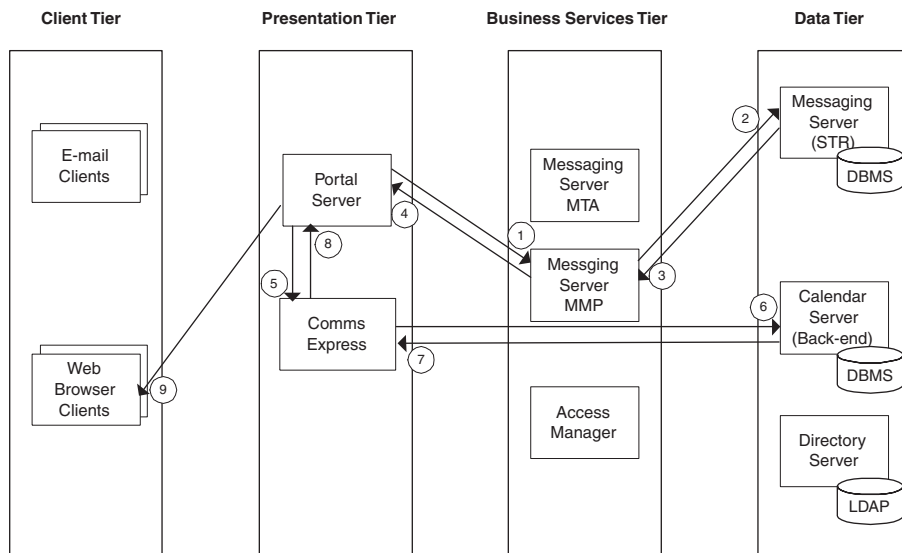 Client Tier
Presentation Tier
Business Services Tier
Data Tier
E-mail
Clients
Web
Browser
Clients
9
Portal
Server
4
8
5
Comms
Express
7
Messaging
Server
MTA
1
Messging
Server
MMP
3
Access
Manager
2
Messaging
Server
(STR)
DBMS
6
Calendar
Server
(Back-end)
DBMS
Directory
Server
LDAP